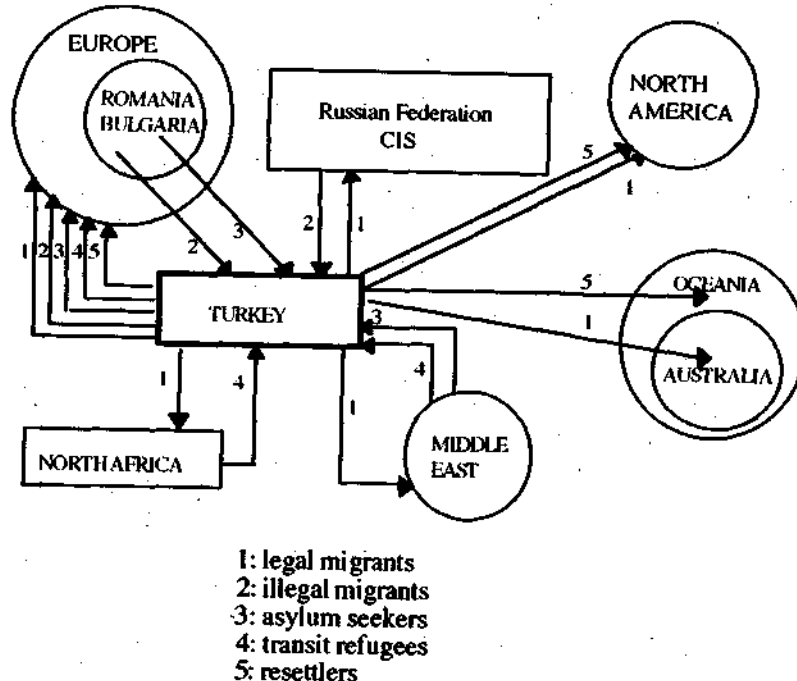 EUROPE
ROMANIA
BULGARIA
Russian Federation
CIS
NORTH
AMERICA
5
1
2
3
2
1
1
2
3
4
5
TURKEY
5
OCEANIA
1
AUSTRALIA
3
4
1
4
1
NORTH AFRICA
MIDDLE
EAST
1: legal migrants
2: illegal migrants
3: asylum seekers
4: transit refugees
5: resettlers